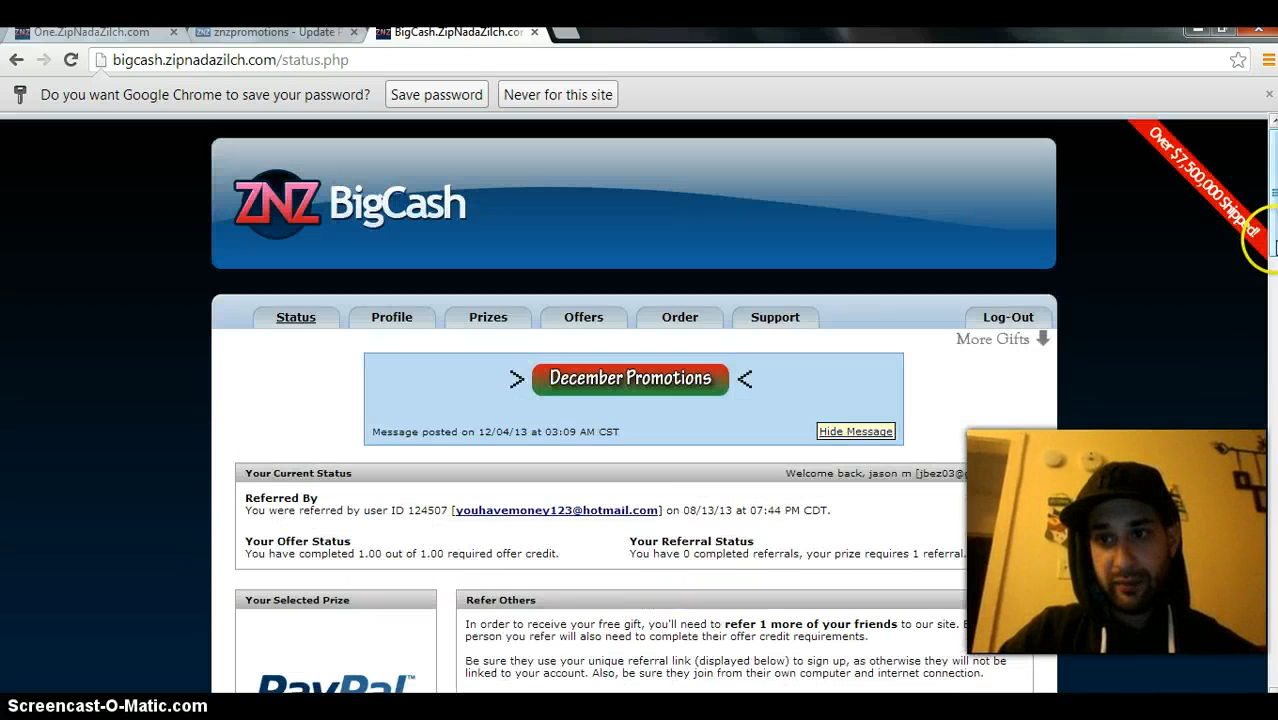 One.ZipNadaZilch.com
znzpromotions - Update P
BigCash.ZipNadaZilch.con
bigcash.zipnadazilch.com/status.php
Do you want Google Chrome to save your password? Save password Never for this site
Over $7,500,000 Shipped!
ZNZ BigCash
Status Profile Prizes Offers Order Support Log-Out
More Gifts
> December Promotions <
Message posted on 12/04/13 at 03:09 AM CST Hide Message
Your Current Status Welcome back, jason m [jbez03@g
Referred By
You were referred by user ID 124507 [youhavemoney123@hotmail.com] on 08/13/13 at 07:44 PM CDT.
Your Offer Status Your Referral Status
You have completed 1.00 out of 1.00 required offer credit. You have 0 completed referrals, your prize requires 1 referral.
Your Selected Prize Refer Others
In order to receive your free gift, you'll need to refer 1 more of your friends to our site.
person you refer will also need to complete their offer credit requirements.
Be sure they use your unique referral link (displayed below) to sign up, as otherwise they will not be
linked to your account. Also, be sure they join from their own computer and internet connection.
PayPal™
Screencast-O-Matic.com